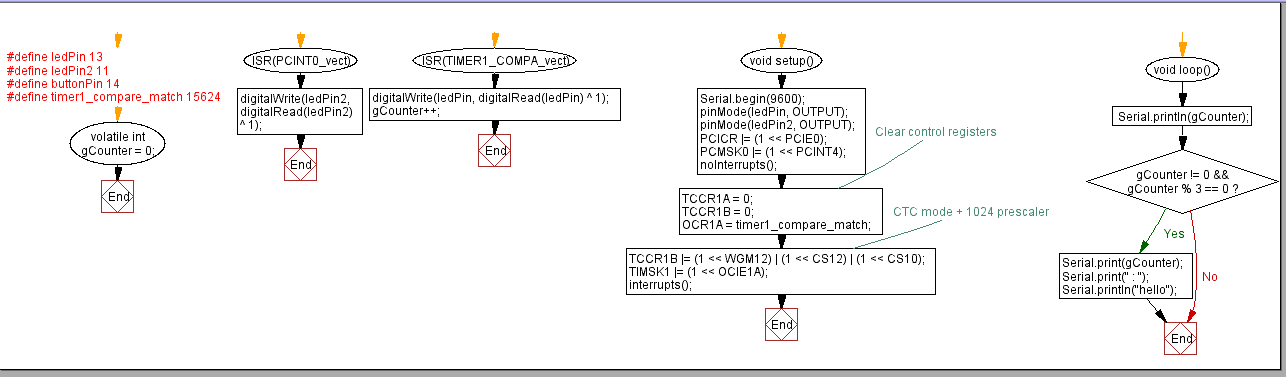 #define ledPin 13
#define ledPin2 11
#define buttonPin 14
#define timer1_compare_match 15624
volatile int
gCounter = 0;
End
ISR(PCINT0_vect)
digitalWrite(ledPin2,
digitalRead(ledPin2)
^ 1);
End
ISR(TIMER1_COMPA_vect)
digitalWrite(ledPin, digitalRead(ledPin) ^ 1);
gCounter++;
End
void setup()
Serial.begin(9600);
pinMode(ledPin, OUTPUT);
pinMode(ledPin2, OUTPUT);
PCICR |= (1 << PCIE0);
PCMSK0 |= (1 << PCINT4);
noInterrupts();
Clear control registers
TCCR1A = 0;
TCCR1B = 0;
OCR1A = timer1_compare_match;
CTC mode + 1024 prescaler
TCCR1B |= (1 << WGM12) | (1 << CS12) | (1 << CS10);
TIMSK1 |= (1 << OCIE1A);
interrupts();
End
void loop()
Serial.println(gCounter);
gCounter != 0 &&
gCounter % 3 == 0 ?
Yes
No
Serial.print(gCounter);
Serial.print(" : ");
Serial.println("hello");
End